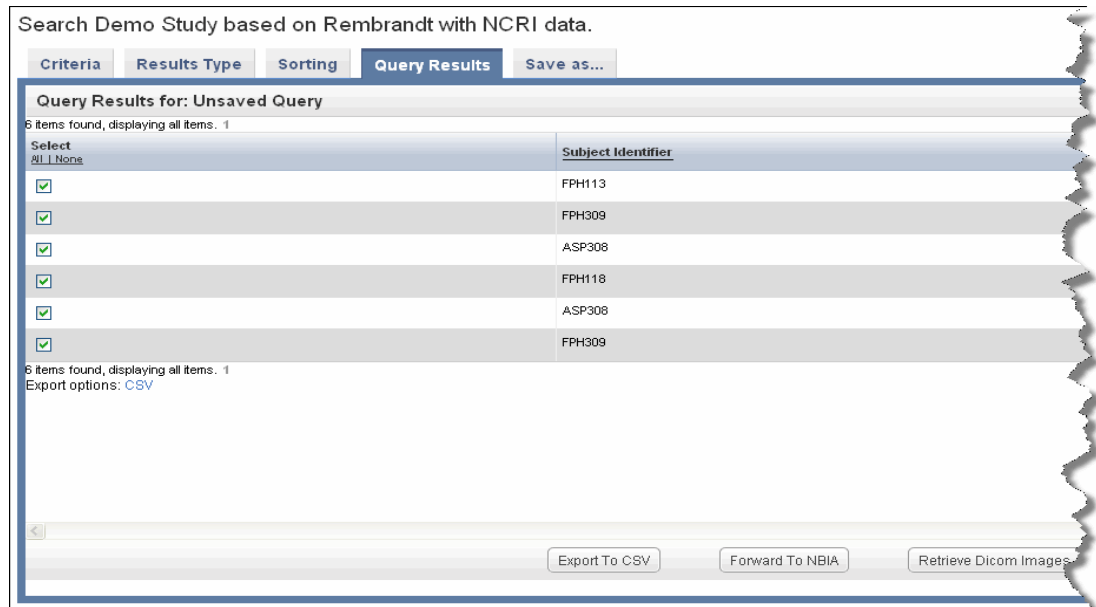 Search Demo Study based on Rembrandt with NCRI data.
Criteria Results Type Sorting Query Results Save as...
Query Results for: Unsaved Query
6 items found, displaying all items. 1
Select
All | None
Subject Identifier
FPH113
FPH309
ASP308
FPH118
ASP308
FPH309
6 items found, displaying all items. 1
Export options: CSV
Export To CSV Forward To NBIA Retrieve Dicom Images